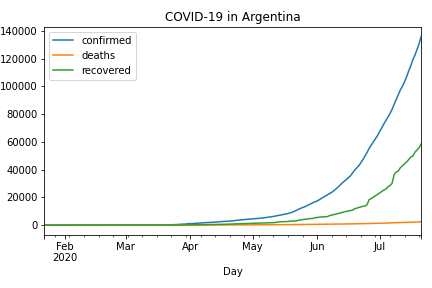 COVID-19 in Argentina
confirmed
deaths
recovered
140000
120000
100000
80000
60000
40000
20000
0
Feb Mar Apr May Jun Jul
2020
Day